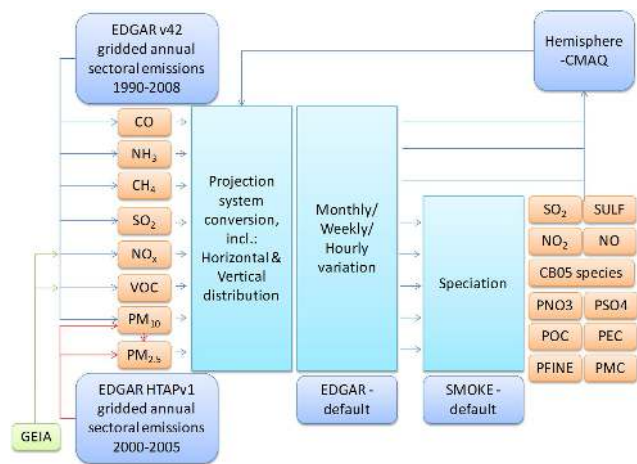 EDGAR v42
gridded annual
sectoral emissions
1990-2008
Hemisphere
-CMAQ
CO
NH3
CH4
SO2
NOx
VOC
PM10
PM2.5
Projection
system
conversion,
incl.:
Horizontal &
Vertical
distribution
Monthly/
Weekly/
Hourly
variation
Speciation
SO2 SULF
NO2 NO
CB05 species
PNO3 PSO4
POC PEC
PFINE PMC
EDGAR HTAPv1
gridded annual
sectoral emissions
2000-2005
EDGAR -
default
SMOKE -
default
GEIA